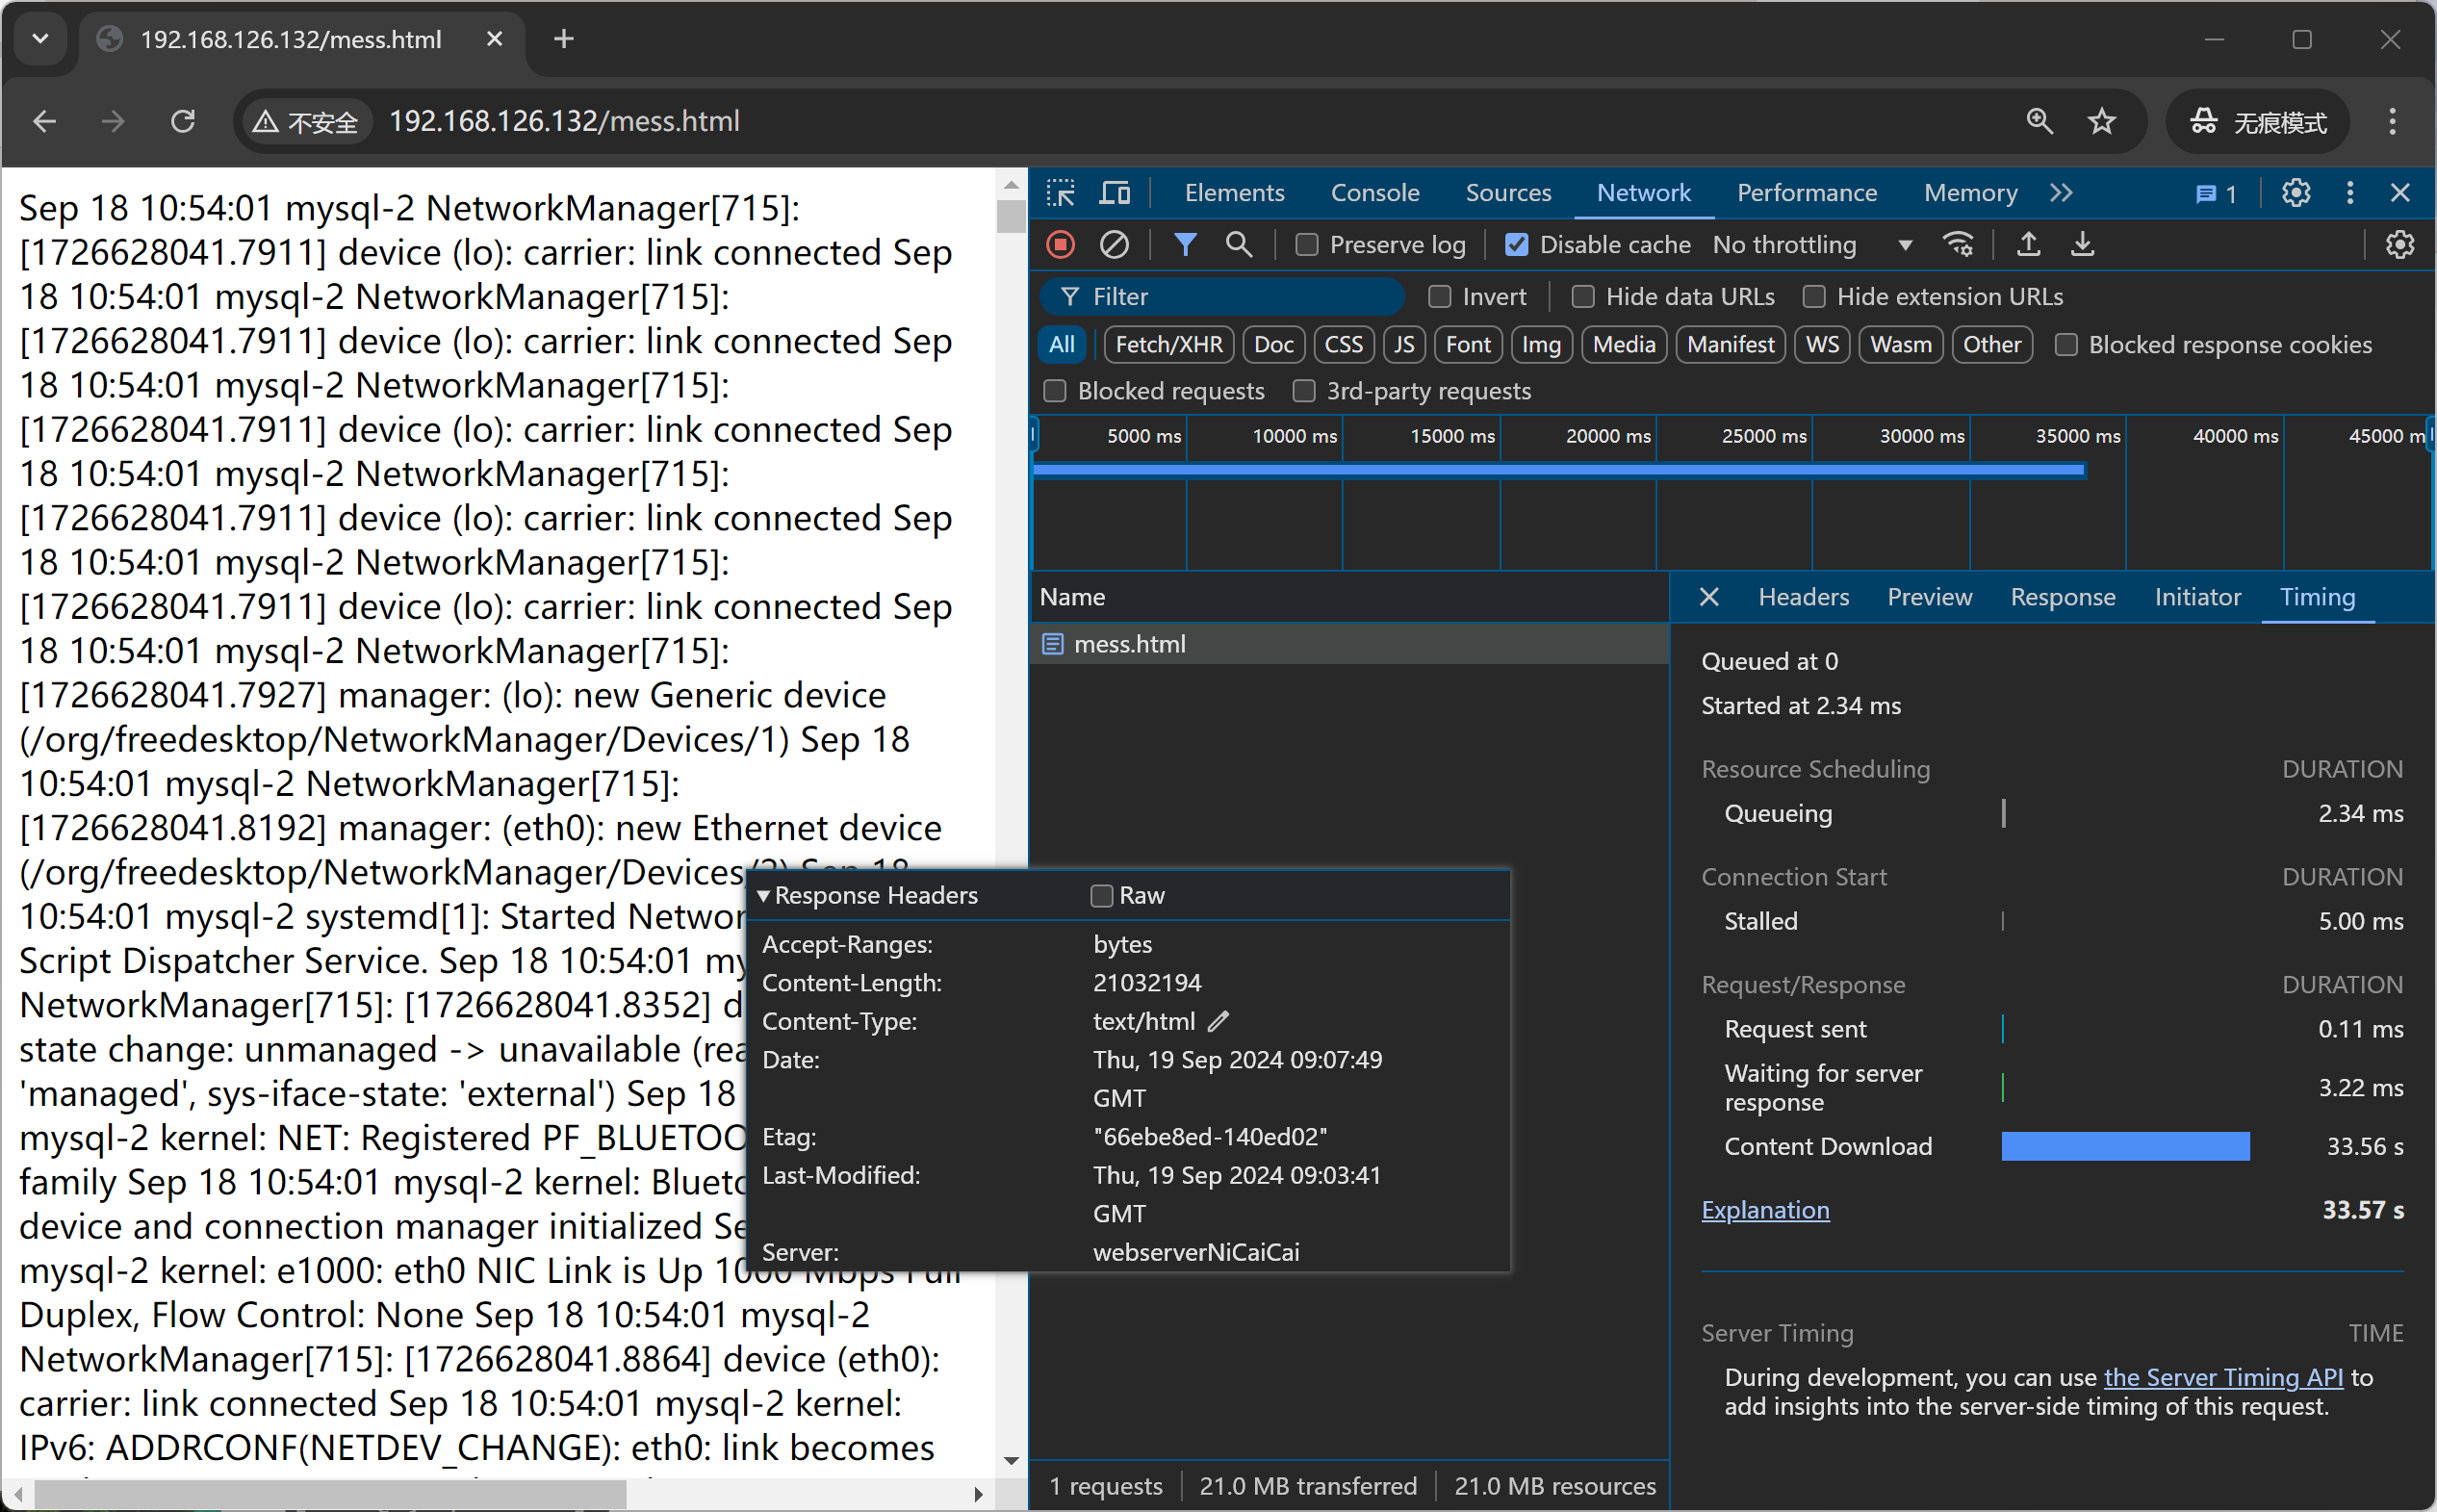 192.168.126.132/mess.html
不安全
192.168.126.132/mess.html
无痕模式
Sep 18 10:54:01 mysql-2 NetworkManager[715]:
[1726628041.7911] device (lo): carrier: link connected Sep
18 10:54:01 mysql-2 NetworkManager[715]:
[1726628041.7911] device (lo): carrier: link connected Sep
18 10:54:01 mysql-2 NetworkManager[715]:
[1726628041.7911] device (lo): carrier: link connected Sep
18 10:54:01 mysql-2 NetworkManager[715]:
[1726628041.7911] device (lo): carrier: link connected Sep
18 10:54:01 mysql-2 NetworkManager[715]:
[1726628041.7911] device (lo): carrier: link connected Sep
18 10:54:01 mysql-2 NetworkManager[715]:
[1726628041.7927] manager: (lo): new Generic device
(/org/freedesktop/NetworkManager/Devices/1) Sep 18
10:54:01 mysql-2 NetworkManager[715]:
[1726628041.8192] manager: (eth0): new Ethernet device
(/org/freedesktop/NetworkManager/Devices/2) Sep 18
10:54:01 mysql-2 systemd[1]: Started Networ
Script Dispatcher Service. Sep 18 10:54:01 my
NetworkManager[715]: [1726628041.8352] d
state change: unmanaged -> unavailable (rea
'managed', sys-iface-state: 'external') Sep 18
mysql-2 kernel: NET: Registered PF_BLUETOO
family Sep 18 10:54:01 mysql-2 kernel: Blueto
device and connection manager initialized Se
mysql-2 kernel: e1000: eth0 NIC Link is Up 1000 Mbps Full
Duplex, Flow Control: None Sep 18 10:54:01 mysql-2
NetworkManager[715]: [1726628041.8864] device (eth0):
carrier: link connected Sep 18 10:54:01 mysql-2 kernel:
IPv6: ADDRCONF(NETDEV_CHANGE): eth0: link becomes
Elements Console Sources Network Performance Memory 1
Preserve log Disable cache No throttling
Filter Invert Hide data URLs Hide extension URLs
All Fetch/XHR Doc CSS JS Font Img Media Manifest WS Wasm Other Blocked response cookies
Blocked requests 3rd-party requests
5000 ms 10000 ms 15000 ms 20000 ms 25000 ms 30000 ms 35000 ms 40000 ms 45000 m
Name
mess.html
Headers Preview Response Initiator Timing
Queued at 0
Started at 2.34 ms
Resource Scheduling DURATION
Queueing 2.34 ms
Connection Start DURATION
Stalled 5.00 ms
Request/Response DURATION
Request sent 0.11 ms
Waiting for server
response 3.22 ms
Content Download 33.56 s
Explanation 33.57 s
Server Timing TIME
During development, you can use the Server Timing API to
add insights into the server-side timing of this request.
Response Headers Raw
Accept-Ranges: bytes
Content-Length: 21032194
Content-Type: text/html
Date: Thu, 19 Sep 2024 09:07:49
GMT
Etag: "66ebe8ed-140ed02"
Last-Modified: Thu, 19 Sep 2024 09:03:41
GMT
Server: webserverNiCaiCai
1 requests 21.0 MB transferred 21.0 MB resources